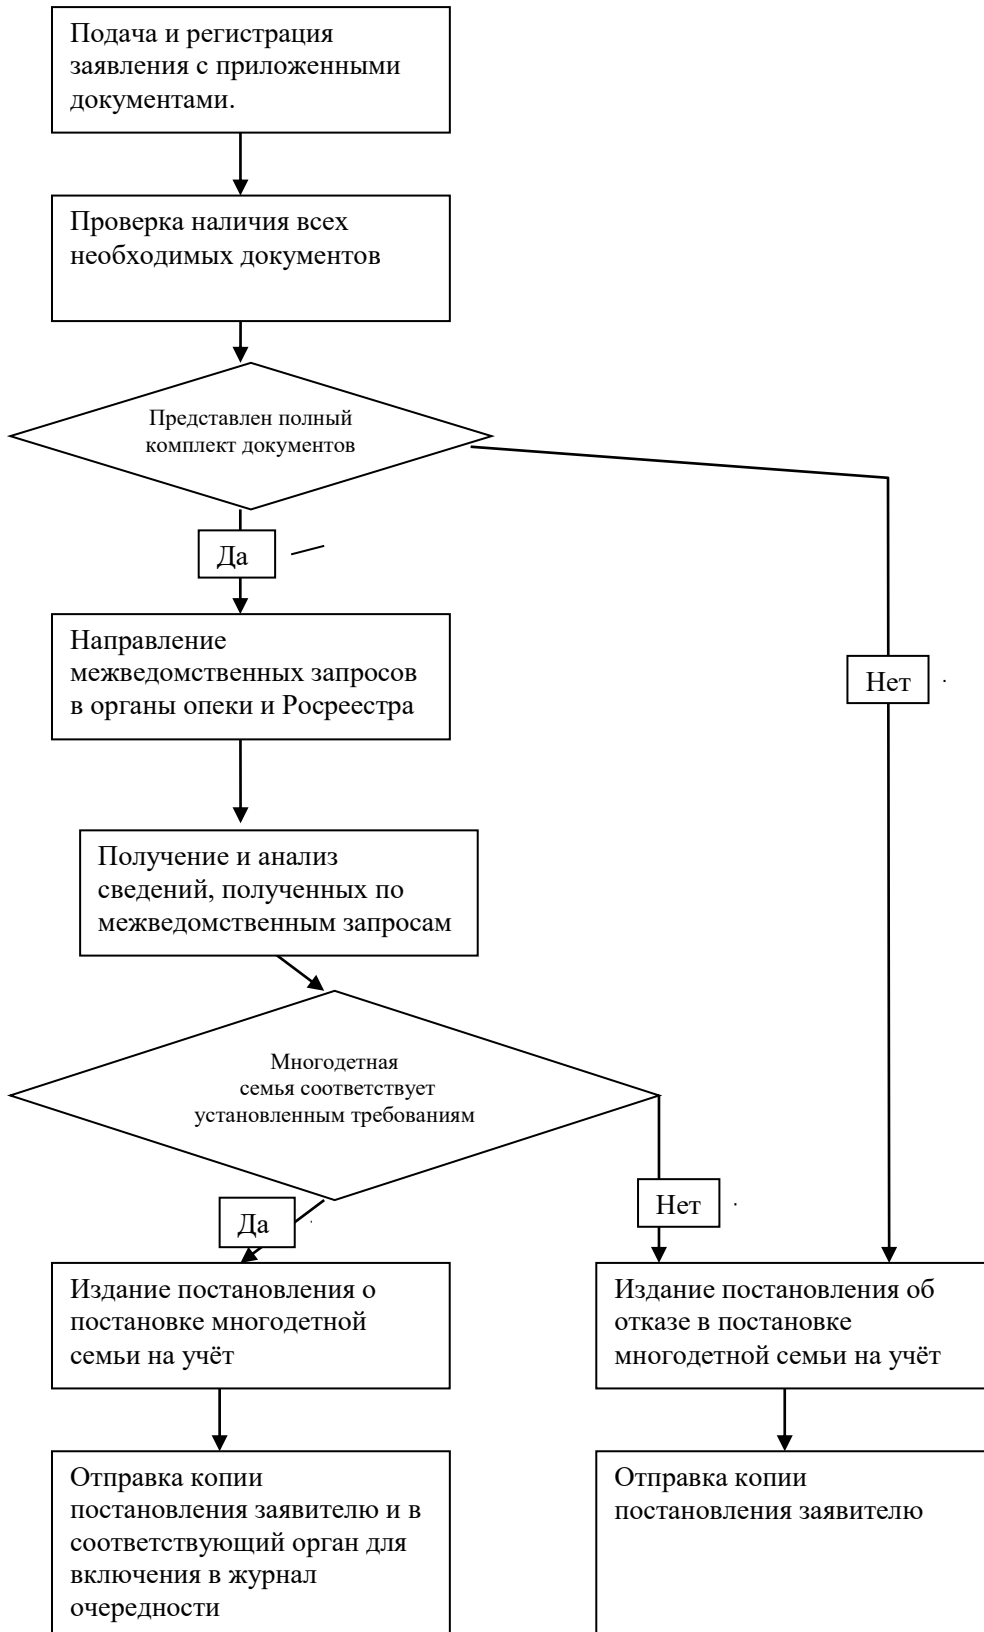 Подача и регистрация
заявления с приложенными
документами.
Проверка наличия всех
необходимых документов
Представлен полный
комплект документов
Да
Направление
межведомственных запросов
в органы опеки и Росреестра
Нет
Получение и анализ
сведений, полученных по
межведомственным запросам
Многодетная
семья соответствует
установленным требованиям
Да
Нет
Издание постановления о
постановке многодетной
семьи на учёт
Издание постановления об
отказе в постановке
многодетной семьи на учёт
Отправка копии
постановления заявителю и в
соответствующий орган для
включения в журнал
очередности
Отправка копии
постановления заявителю